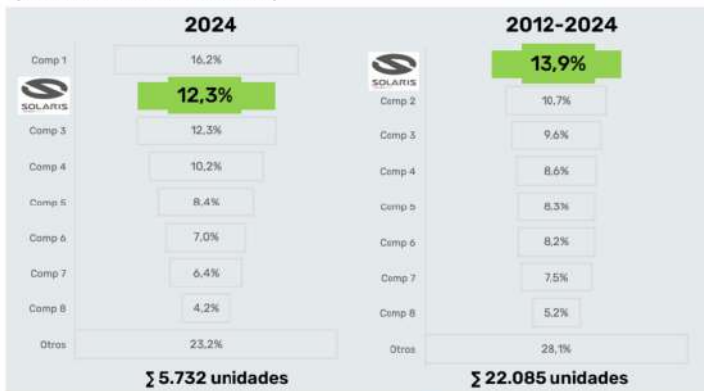 2024
Comp 1 16,2%
SOLARIS 12,3%
Comp 3 12,3%
Comp 4 10,2%
Comp 5 8,4%
Comp 6 7,0%
Comp 7 6,4%
Comp 8 4,2%
Otros 23,2%
∑ 5.732 unidades
2012-2024
SOLARIS 13,9%
Comp 2 10,7%
Comp 3 9,6%
Comp 4 8,6%
Comp 5 8,3%
Comp 6 8,2%
Comp 7 7,5%
Comp 8 5,2%
Otros 28,1%
∑ 22.085 unidades